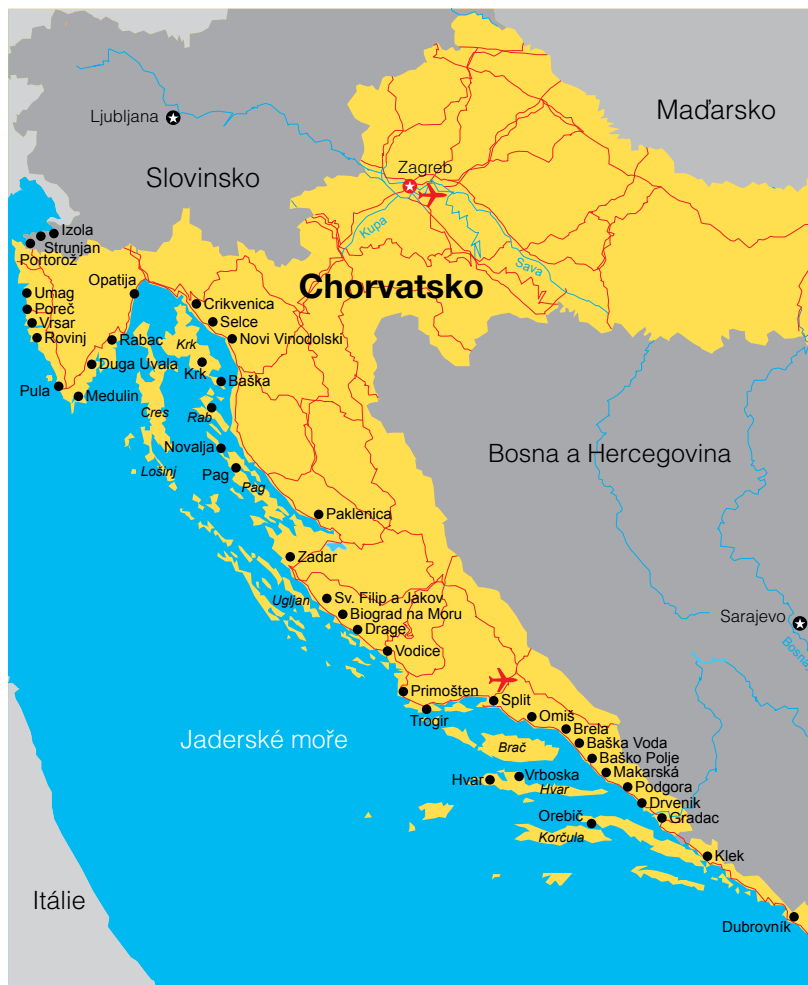 Maďarsko
Ljubljana
Zagreb
Slovinsko
Kupa
Sava
Izola
Strunjan
Portorož
Opatija
Chorvatsko
Umag
Crikvenica
Poreč
Selce
Vrsar
Rovinj
Rabac
Krk
Novi Vinodolski
Duga Uvala
Krk
Baška
Pula
Medulin
Cres
Rab
Novalja
Bosna a Hercegovina
Lošinj
Pag
Pag
Paklenica
Zadar
Ugljan
Sv. Filip a Jakov
Biograd na Moru
Sarajevo
Drage
Bosna
Vodice
Primošten
Split
Trogir
Omiš
Brela
Jaderské moře
Brač
Baška Voda
Baško Polje
Hvar
Vrboska
Makarská
Hvar
Podgora
Drvenik
Orebič
Gradac
Korčula
Klek
Itálie
Dubrovník